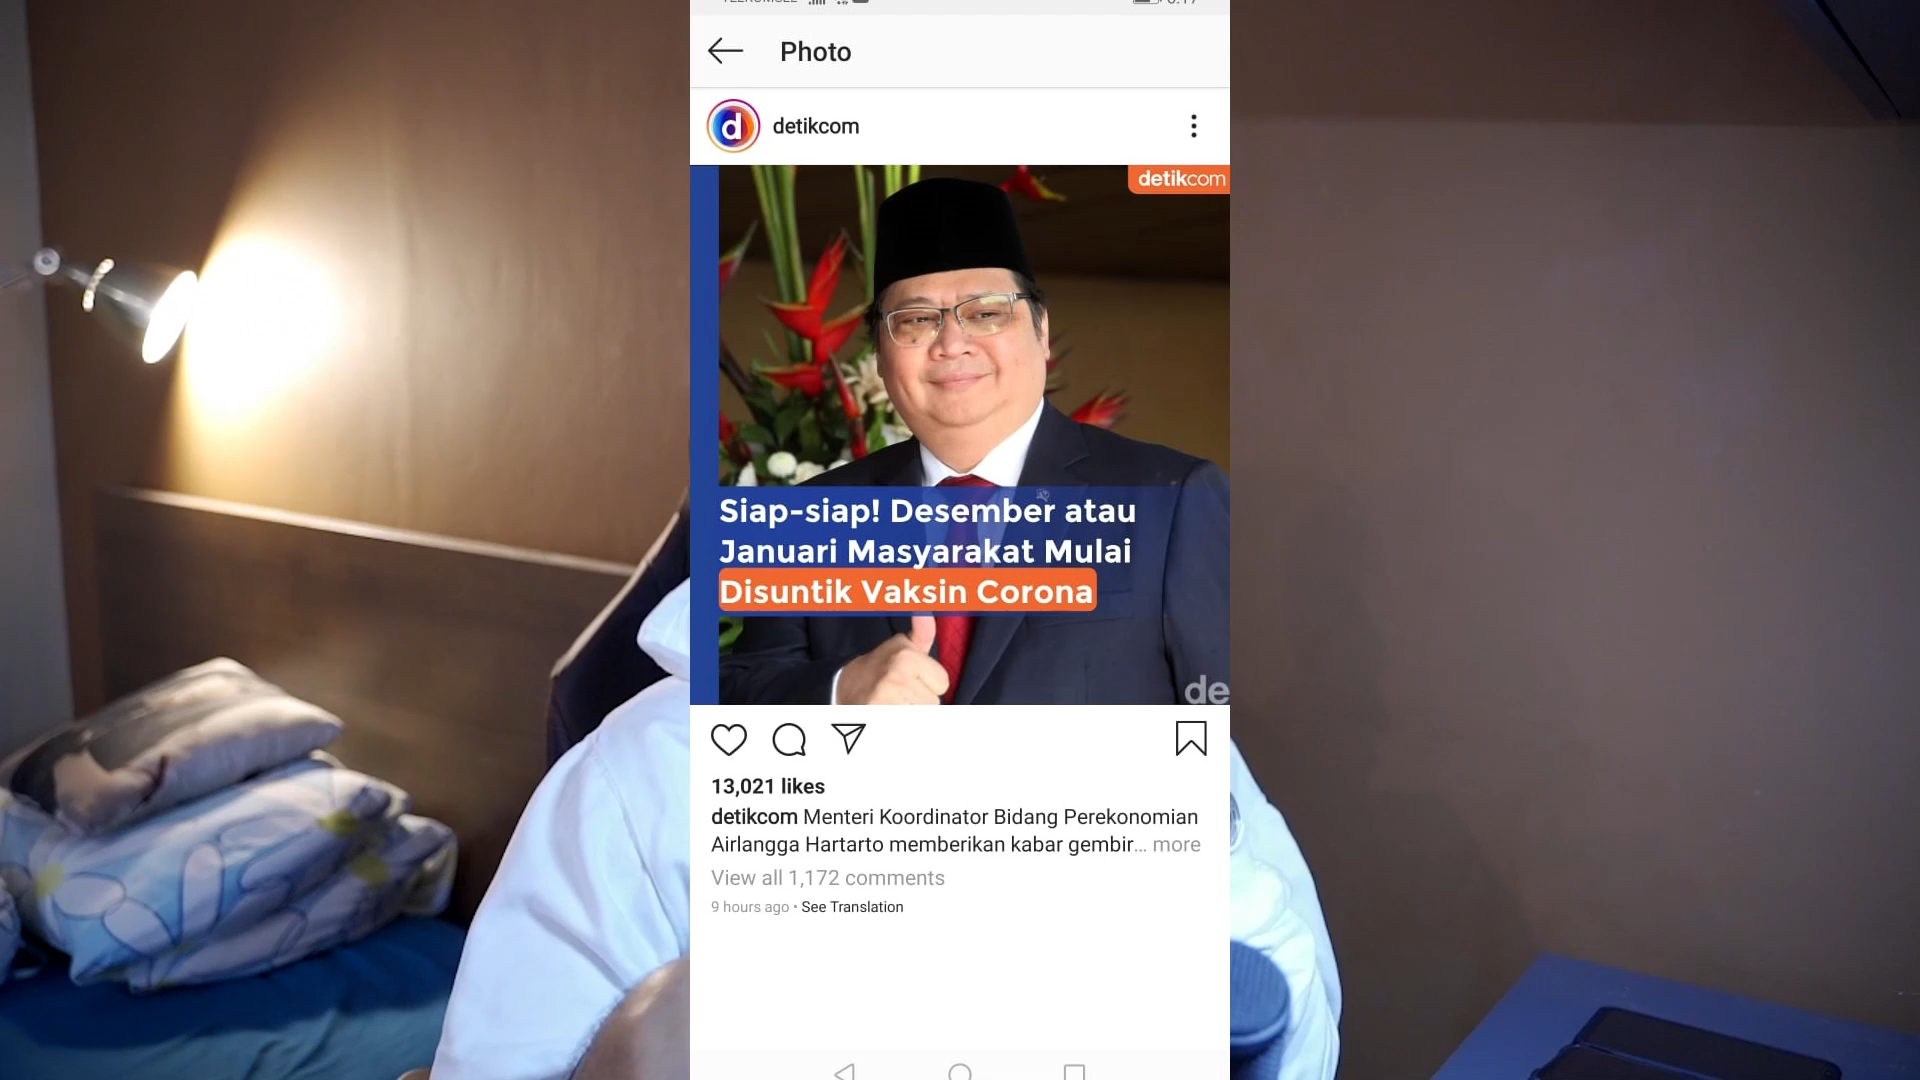 Photo
detikcom
detikcom
Siap-siap! Desember atau
Januari Masyarakat Mulai
Disuntik Vaksin Corona
de
13,021 likes
detikcom Menteri Koordinator Bidang Perekonomian
Airlangga Hartarto memberikan kabar gembir... more
View all 1,172 comments
9 hours ago • See Translation